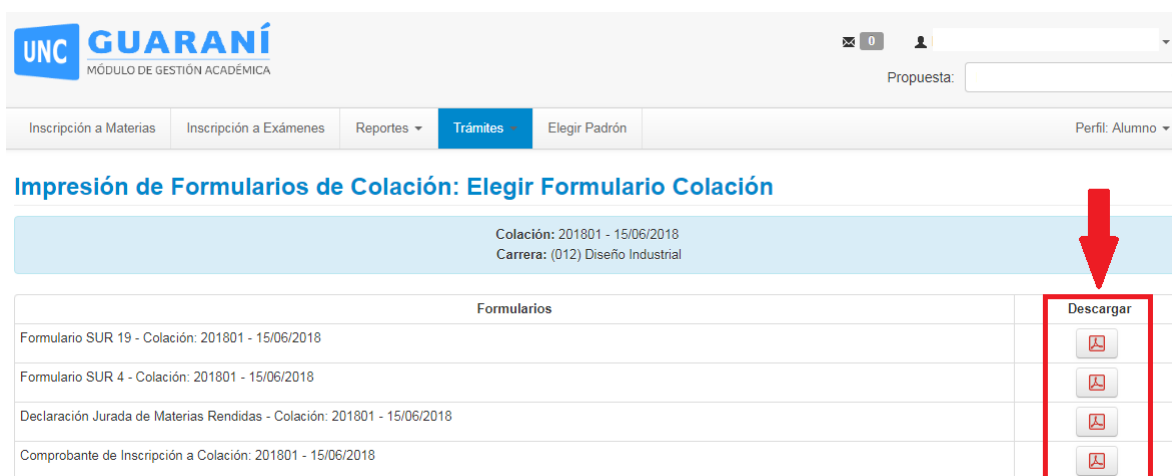 UNC GUARANÍ
MÓDULO DE GESTIÓN ACADÉMICA
0
Propuesta:
Inscripción a Materias Inscripción a Exámenes Reportes Trámites Elegir Padrón Perfil: Alumno
Impresión de Formularios de Colación: Elegir Formulario Colación
Colación: 201801 - 15/06/2018
Carrera: (012) Diseño Industrial
Formularios Descargar
Formulario SUR 19 - Colación: 201801 - 15/06/2018
Formulario SUR 4 - Colación: 201801 - 15/06/2018
Declaración Jurada de Materias Rendidas - Colación: 201801 - 15/06/2018
Comprobante de Inscripción a Colación: 201801 - 15/06/2018